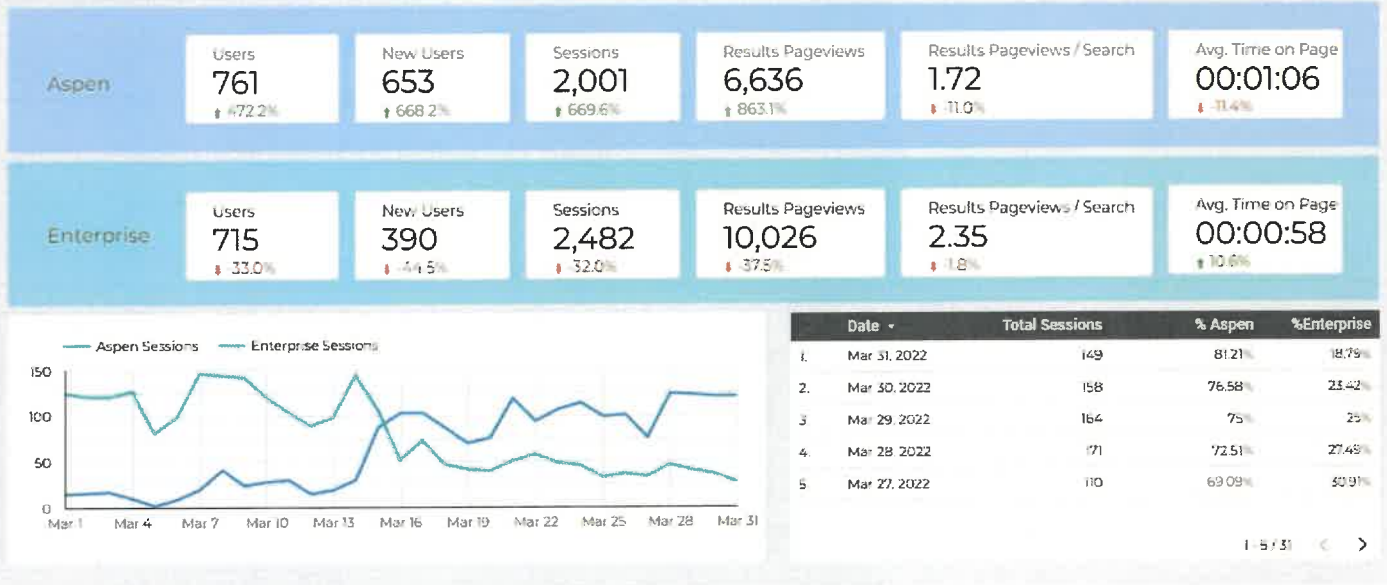 Aspen
Users
761
472.2%
New Users
653
668.2%
Sessions
2,001
669.6%
Results Pageviews
6,636
863.1%
Results Pageviews / Search
1.72
-11.0%
Avg. Time on Page
00:01:06
-11.4%
Enterprise
Users
715
-33.0%
New Users
390
-44.5%
Sessions
2,482
-32.0%
Results Pageviews
10,026
-37.5%
Results Pageviews / Search
2.35
-1.8%
Avg. Time on Page
00:00:58
10.6%
Aspen Sessions Enterprise Sessions
150
100
50
0
Mar 1 Mar 4 Mar 7 Mar 10 Mar 13 Mar 16 Mar 19 Mar 22 Mar 25 Mar 28 Mar 31
Date Total Sessions % Aspen %Enterprise
1. Mar 31, 2022 149 81.21% 18.79%
2. Mar 30, 2022 158 76.58% 23.42%
3 Mar 29, 2022 164 75% 25%
4. Mar 28 2022 171 72.51% 27.49%
5 Mar 27, 2022 110 69.09% 30.91%
1 - 5 / 31